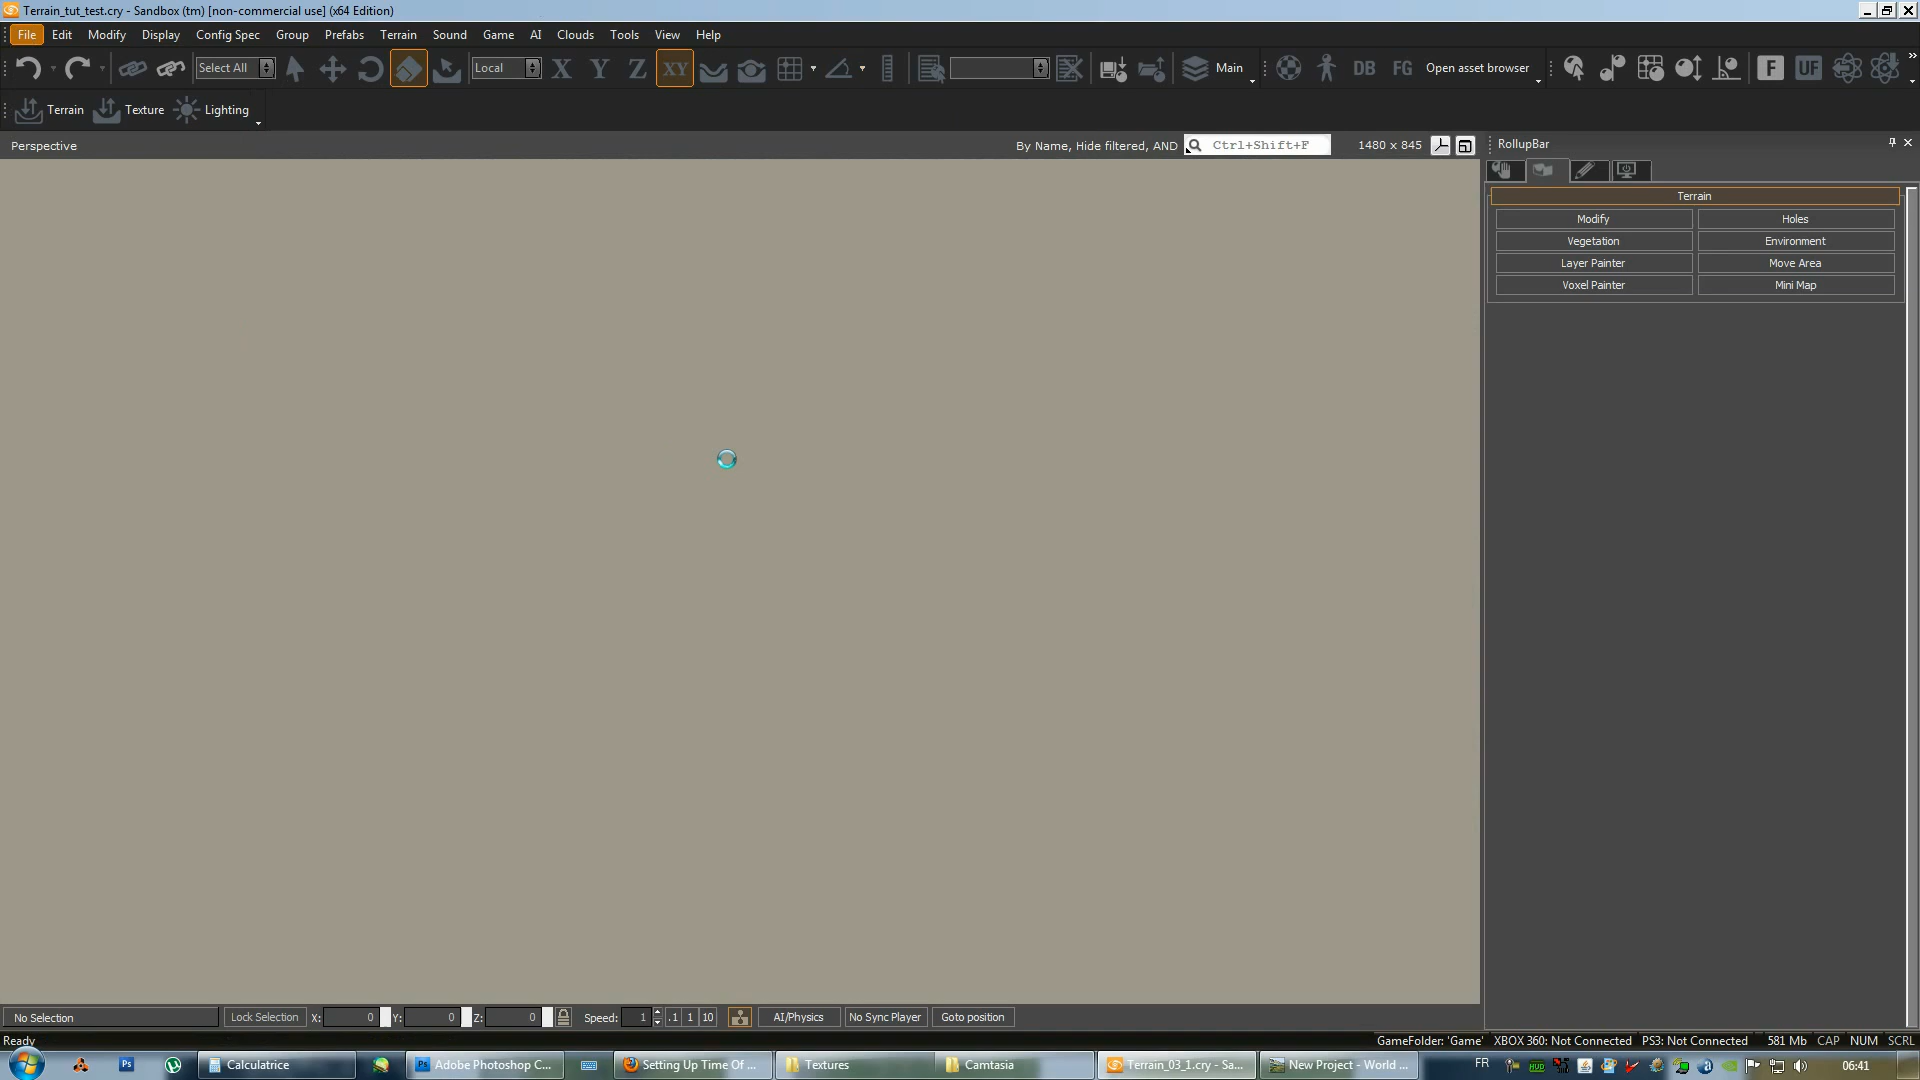 Terrain_tut_test.cry - Sandbox (tm) [non-commercial use] (x64 Edition)
File Edit Modify Display Config Spec Group Prefabs Terrain Sound Game AI Clouds Tools View Help
Select All Local X Y Z XY Main DB FG Open asset browser F UF
Terrain Texture Lighting
Perspective By Name, Hide filtered, AND Ctrl+Shift+F 1480 x 845 RollupBar
Terrain
Modify Holes
Vegetation Environment
Layer Painter Move Area
Voxel Painter Mini Map
No Selection Lock Selection X: 0 Y: 0 Z: 0 Speed: 1 .1 1 10 AI/Physics No Sync Player Goto position
Ready GameFolder: 'Game' XBOX 360: Not Connected PS3: Not Connected 581 Mb CAP NUM SCRL
Ps Calculatrice Ps Adobe Photoshop C... Setting Up Time Of ... Textures Camtasia Terrain_03_1.cry - Sa... New Project - World ... FR 06:41